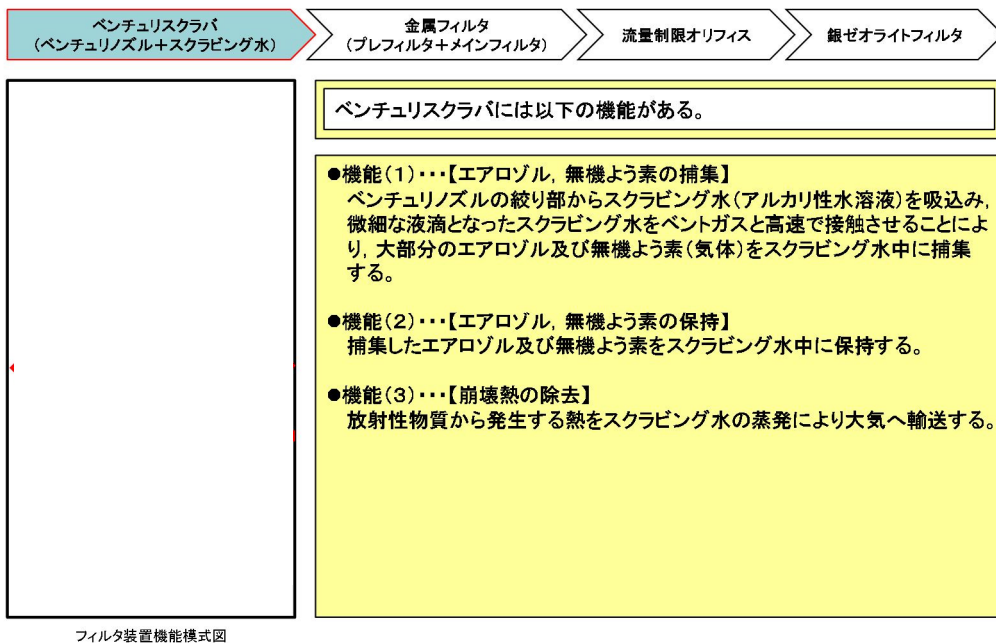 ベンチュリスクラバ
（ベンチュリノズル＋スクラビング水）
金属フィルタ
（プレフィルタ＋メインフィルタ）
流量制限オリフィス
銀ゼオライトフィルタ
ベンチュリスクラバには以下の機能がある。
●機能（１）・・・【エアロゾル，無機よう素の捕集】
ベンチュリノズルの絞り部からスクラビング水（アルカリ性水溶液）を吸込み，
微細な液滴となったスクラビング水をベントガスと高速で接触させることによ
り，大部分のエアロゾル及び無機よう素（気体）をスクラビング水中に捕集
する。
●機能（２）・・・【エアロゾル，無機よう素の保持】
捕集したエアロゾル及び無機よう素をスクラビング水中に保持する。
●機能（３）・・・【崩壊熱の除去】
放射性物質から発生する熱をスクラビング水の蒸発により大気へ輸送する。
フィルタ装置機能模式図